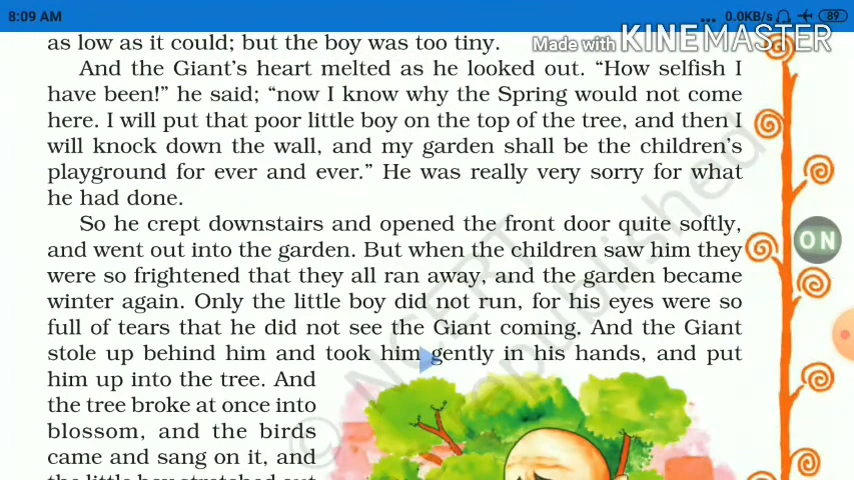 8:09 AM
... 0.0KB/s 89
Made with KINEMASTER
as low as it could; but the boy was too tiny.
And the Giant's heart melted as he looked out. “How selfish I
have been!” he said; “now I know why the Spring would not come
here. I will put that poor little boy on the top of the tree, and then I
will knock down the wall, and my garden shall be the children's
playground for ever and ever.” He was really very sorry for what
he had done.
So he crept downstairs and opened the front door quite softly,
and went out into the garden. But when the children saw him they
were so frightened that they all ran away, and the garden became
winter again. Only the little boy did not run, for his eyes were so
full of tears that he did not see the Giant coming. And the Giant
stole up behind him and took him gently in his hands, and put
him up into the tree. And
the tree broke at once into
blossom, and the birds
came and sang on it, and
the little boy stretched out
ON
© NCERT
republished